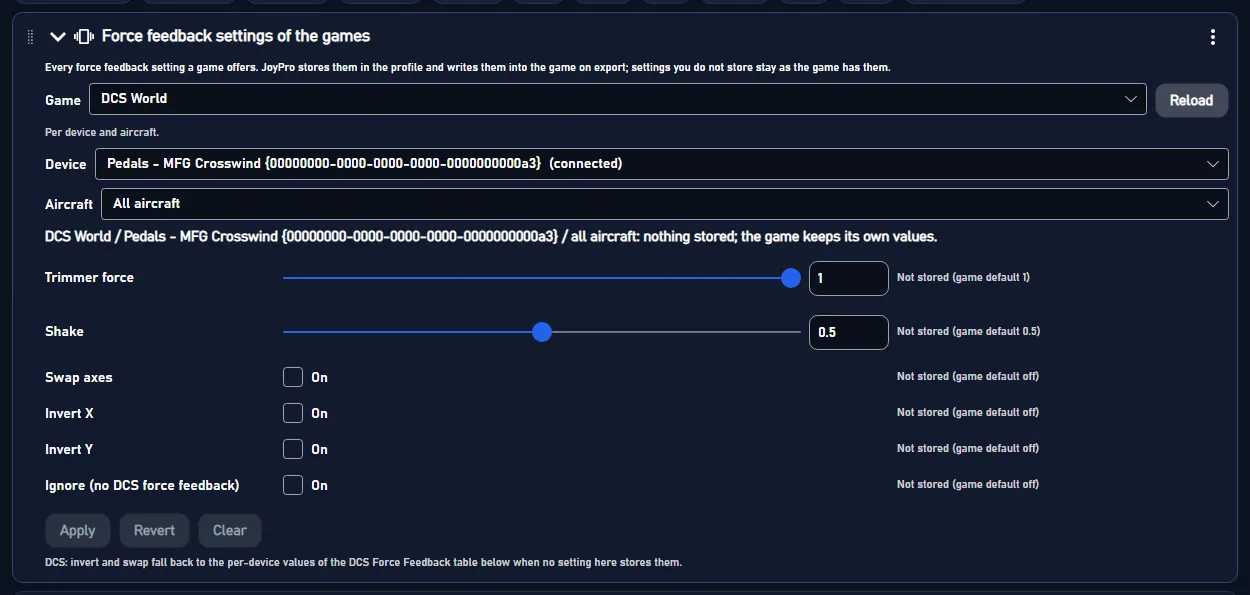 Force feedback settings of the games
Every force feedback setting a game offers. JoyPro stores them in the profile and writes them into the game on export; settings you do not store stay as the game has them.
Game DCS World Reload
Per device and aircraft.
Device Pedals - MFG Crosswind {00000000-0000-0000-0000-0000000000a3} (connected)
Aircraft All aircraft
DCS World / Pedals - MFG Crosswind {00000000-0000-0000-0000-0000000000a3} / all aircraft: nothing stored; the game keeps its own values.
Trimmer force 1 Not stored (game default 1)
Shake 0.5 Not stored (game default 0.5)
Swap axes On Not stored (game default off)
Invert X On Not stored (game default off)
Invert Y On Not stored (game default off)
Ignore (no DCS force feedback) On Not stored (game default off)
Apply Revert Clear
DCS: invert and swap fall back to the per-device values of the DCS Force Feedback table below when no setting here stores them.